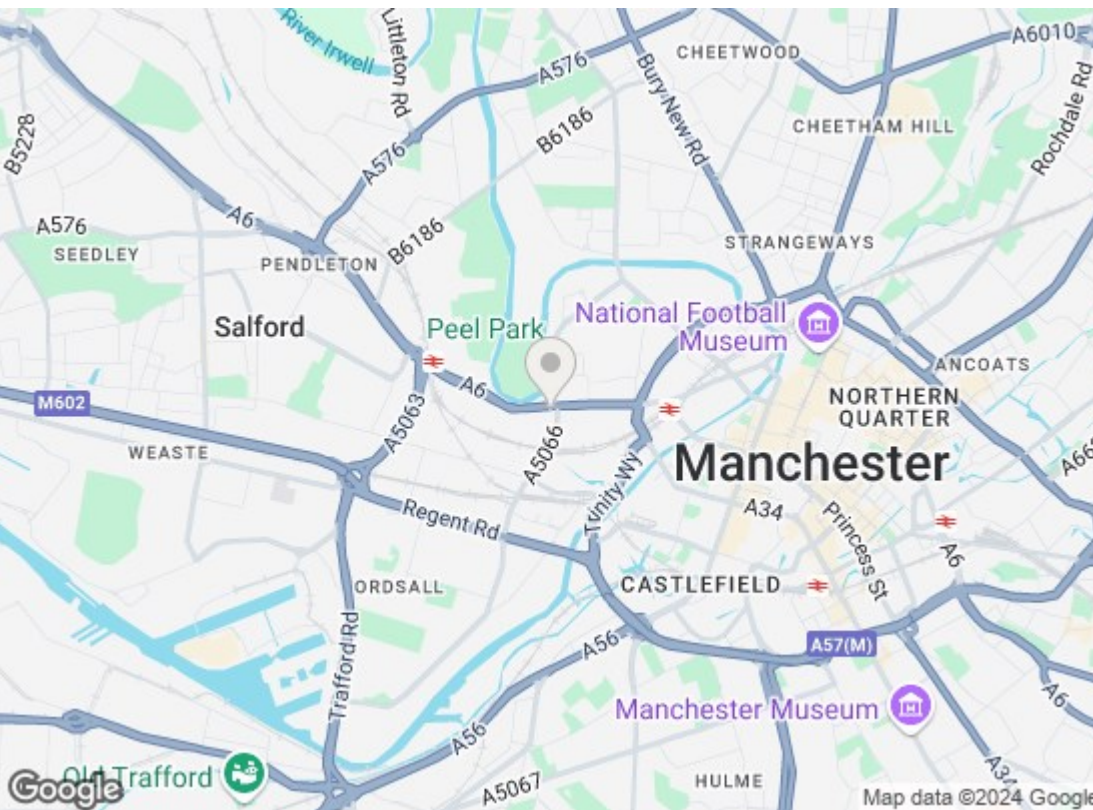 River Irwell
Littleton Rd
CHEETWOOD
A6010
A576
Bury New Rd
B6186
CHEETHAM HILL
Rochdale Rd
B5228
A576
A6
A576
SEEDLEY
PENDLETON
B6186
STRANGEWAYS
Salford
Peel Park
National Football
Museum
ANCOATS
A6
NORTHERN
QUARTER
M602
A5063
WEASTE
A5066
Manchester
A34
Trinity Wy
Princess St
A6
Regent Rd
ORDSALL
CASTLEFIELD
Trafford Rd
A56
A57(M)
Manchester Museum
A6
A56
Old Trafford
A5067
HULME
A34
Google
Map data ©2024 Google